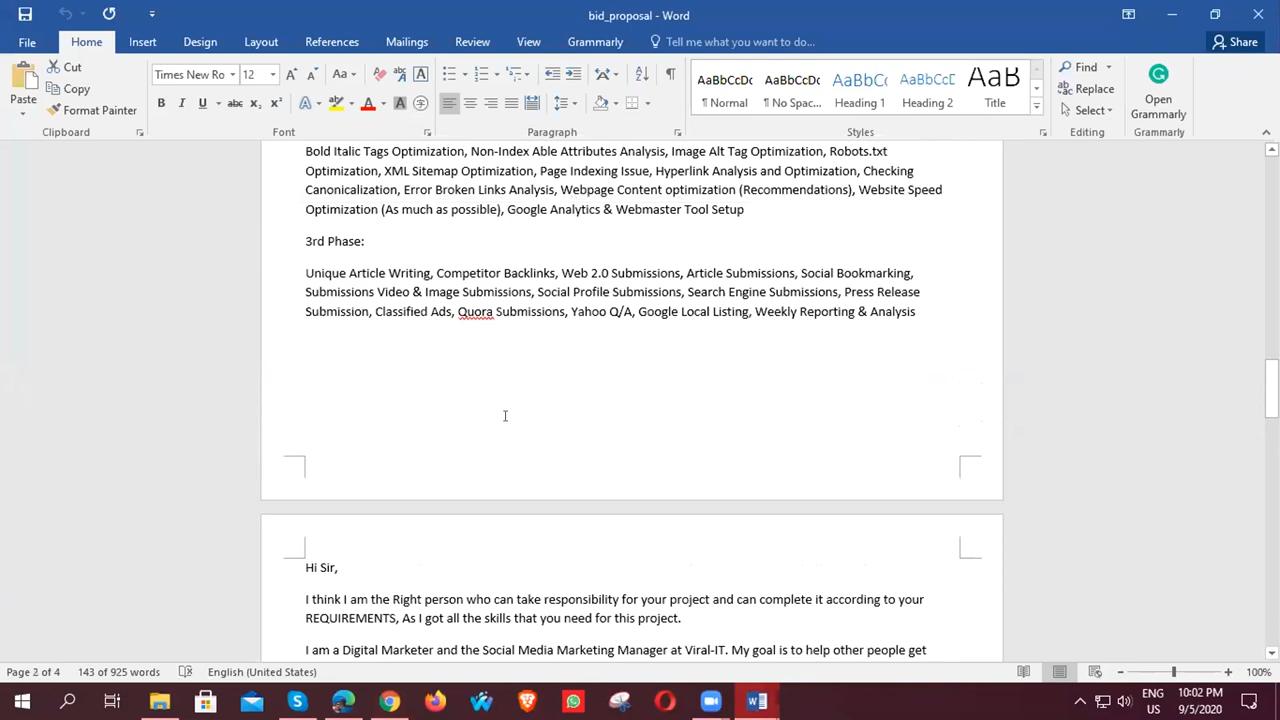 bid_proposal - Word
File
Home
Insert
Design
Layout
References
Mailings
Review
View
Grammarly
Tell me what you want to do...
Share
Paste
Cut
Copy
Format Painter
Clipboard
Times New Ro
12
Font
Paragraph
AaBbCcDc
¶ Normal
AaBbCcDc
¶ No Spac...
AaBbCc
Heading 1
AaBbCcE
Heading 2
AaB
Title
Styles
Find
Replace
Select
Editing
Open
Grammarly
Grammarly
Bold Italic Tags Optimization, Non-Index Able Attributes Analysis, Image Alt Tag Optimization, Robots.txt
Optimization, XML Sitemap Optimization, Page Indexing Issue, Hyperlink Analysis and Optimization, Checking
Canonicalization, Error Broken Links Analysis, Webpage Content optimization (Recommendations), Website Speed
Optimization (As much as possible), Google Analytics & Webmaster Tool Setup
3rd Phase:
Unique Article Writing, Competitor Backlinks, Web 2.0 Submissions, Article Submissions, Social Bookmarking,
Submissions Video & Image Submissions, Social Profile Submissions, Search Engine Submissions, Press Release
Submission, Classified Ads, Quora Submissions, Yahoo Q/A, Google Local Listing, Weekly Reporting & Analysis
Hi Sir,
I think I am the Right person who can take responsibility for your project and can complete it according to your
REQUIREMENTS, As I got all the skills that you need for this project.
I am a Digital Marketer and the Social Media Marketing Manager at Viral-IT. My goal is to help other people get
Page 2 of 4
143 of 925 words
English (United States)
100%
ENG
US
10:02 PM
9/5/2020